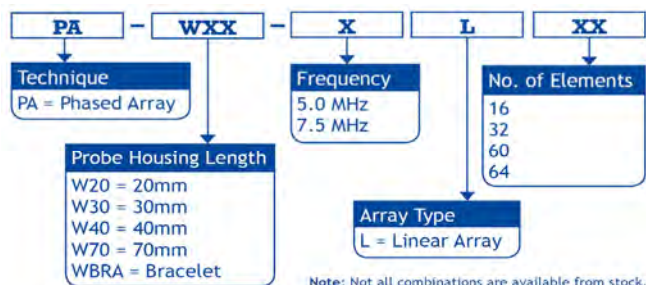 PA - WXX - X L XX
Technique
PA = Phased Array
Probe Housing Length
W20 = 20mm
W30 = 30mm
W40 = 40mm
W70 = 70mm
WBRA = Bracelet
Frequency
5.0 MHz
7.5 MHz
Array Type
L = Linear Array
No. of Elements
16
32
60
64
Note: Not all combinations are available from stock.